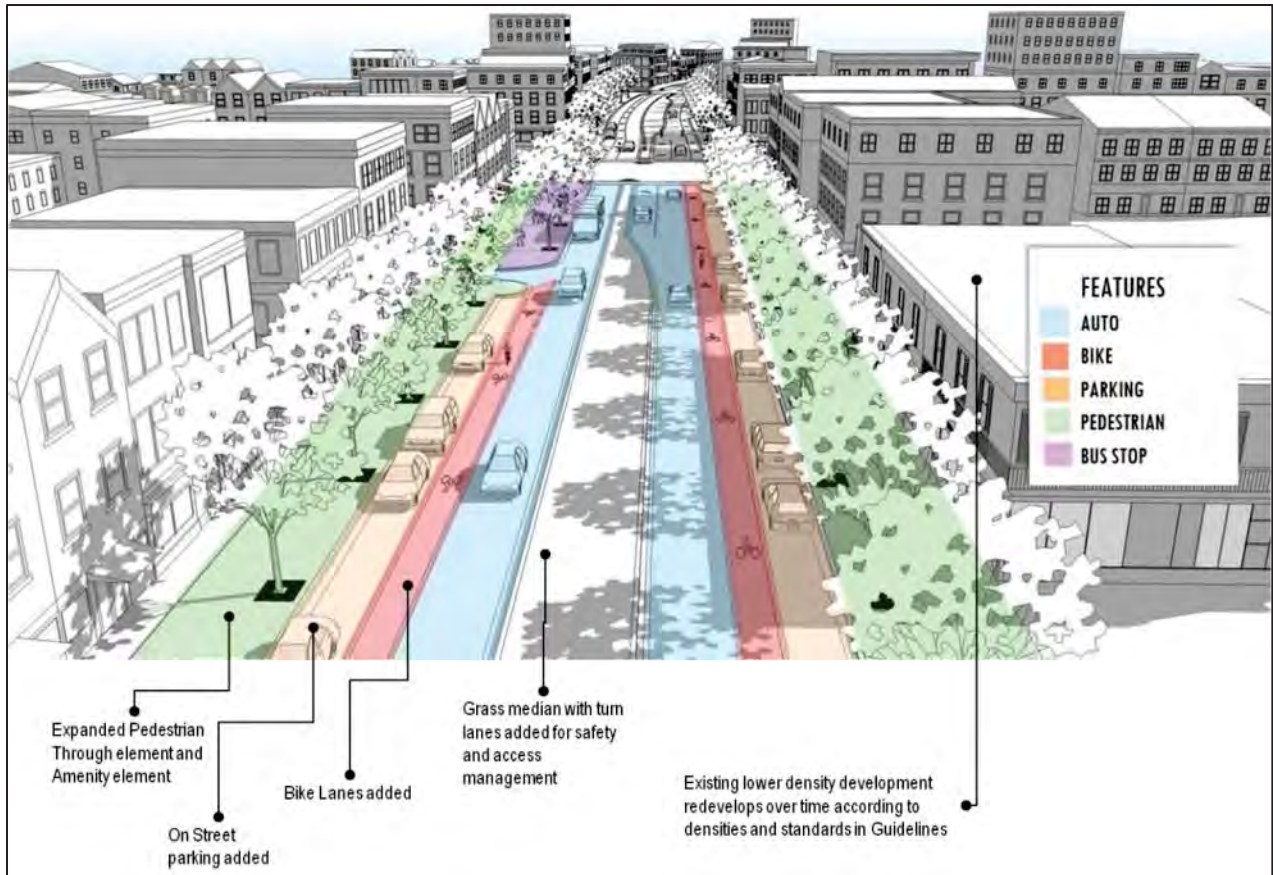 FEATURES
AUTO
BIKE
PARKING
PEDESTRIAN
BUS STOP
Expanded Pedestrian
Through element and
Amenity element
On Street
parking added
Bike Lanes added
Grass median with turn
lanes added for safety
and access
management
Existing lower density development
redevelops over time according to
densities and standards in Guidelines